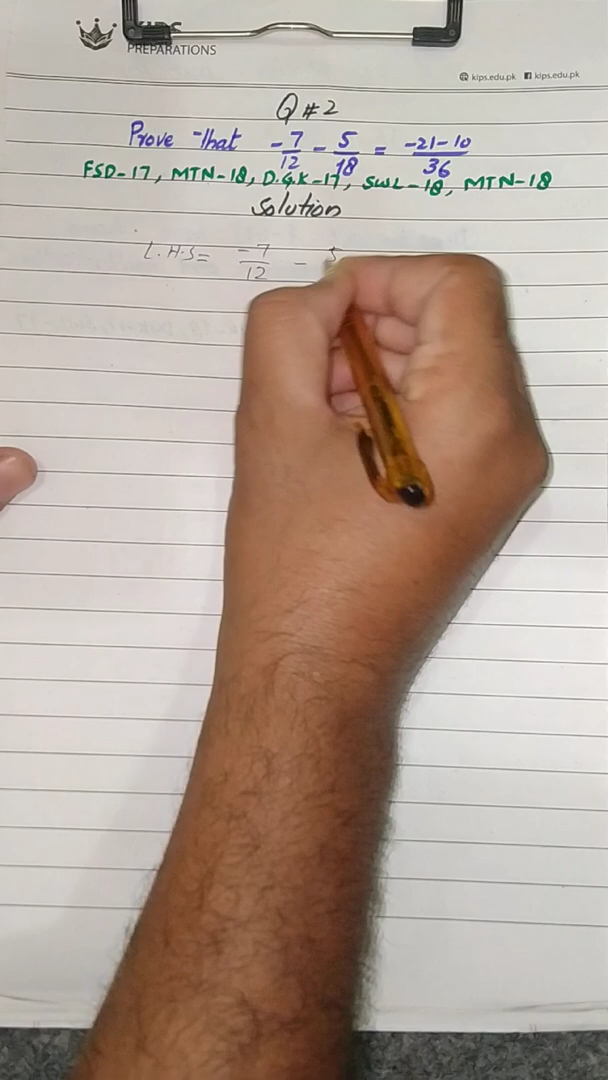 PREPARATIONS
kips.edu.pk kips.edu.pk
Q#2
Prove That -7/12 - 5/18 = -21-10/36
FSD-17, MTN-18, D.G.K-17, SWL-18, MTN-18
Solution
L.H.S = -7/12 - 5